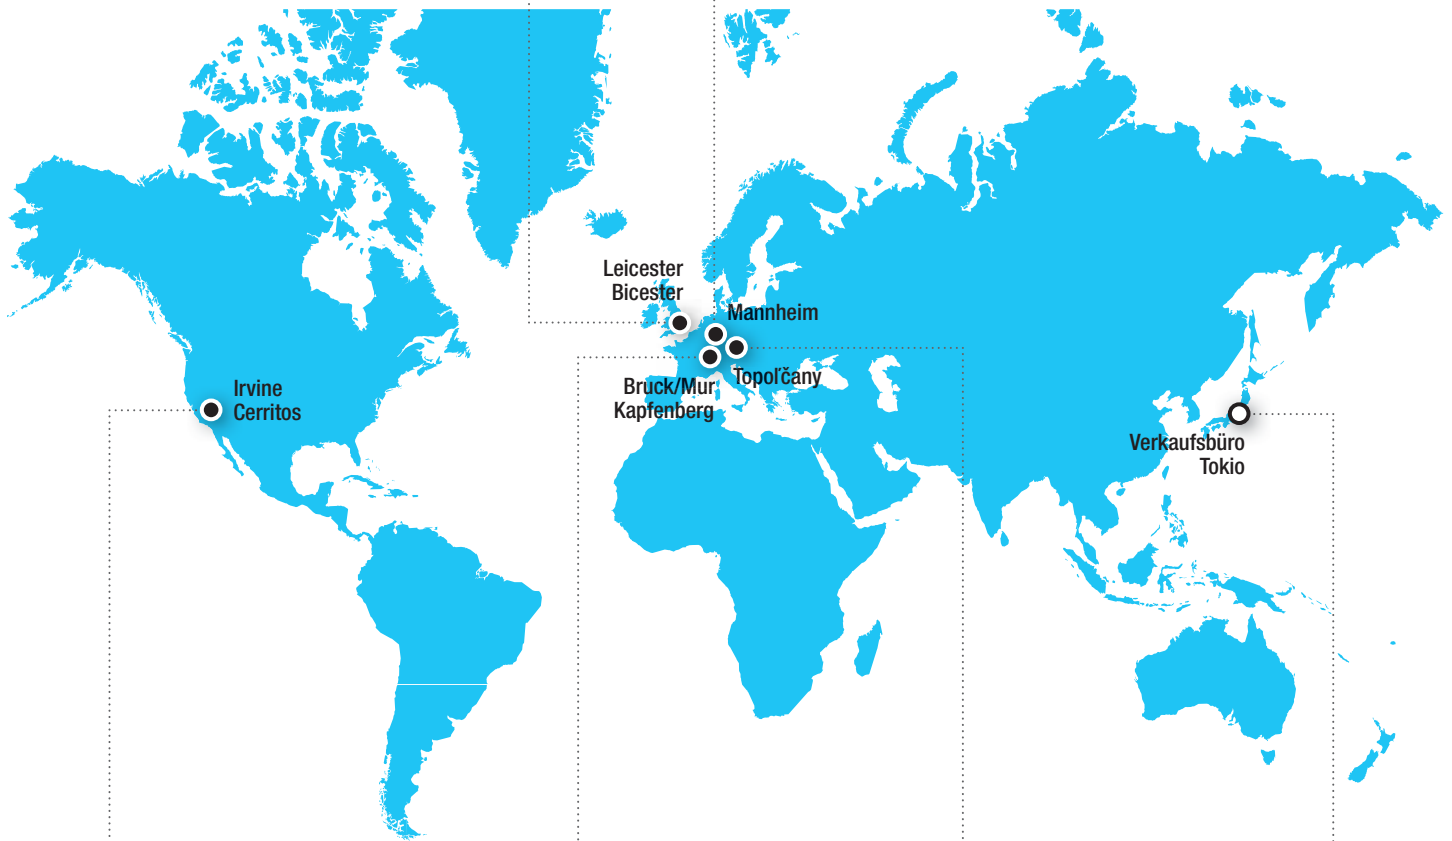 Leicester
Bicester
Mannheim
Topoľčany
Bruck/Mur
Kapfenberg
Irvine
Cerritos
Verkaufsbüro
Tokio